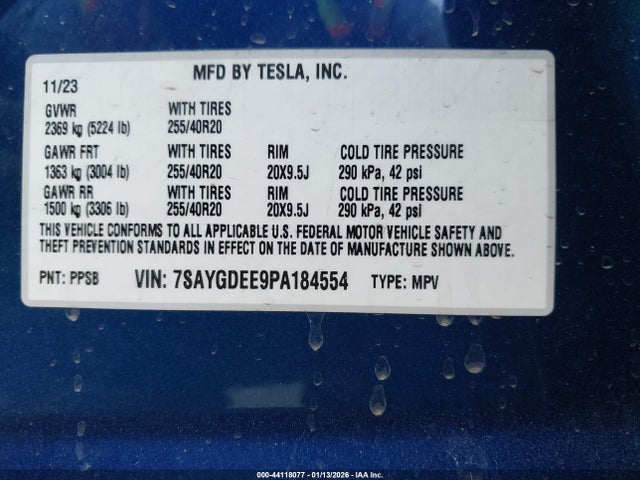 MFD BY TESLA, INC.
11/23
GVWR WITH TIRES
2369 kg (5224 lb) 255/40R20
GAWR FRT WITH TIRES RIM COLD TIRE PRESSURE
1363 kg (3004 lb) 255/40R20 20X9.5J 290 kPa, 42 psi
GAWR RR WITH TIRES RIM COLD TIRE PRESSURE
1500 kg (3306 lb) 255/40R20 20X9.5J 290 kPa, 42 psi
THIS VEHICLE CONFORMS TO ALL APPLICABLE U.S. FEDERAL MOTOR VEHICLE SAFETY AND
THEFT PREVENTION STANDARDS IN EFFECT ON THE DATE OF MANUFACTURE SHOWN ABOVE.
PNT: PPSB VIN: 7SAYGDEE9PA184554 TYPE: MPV
000-44118077 - 01/13/2026 - IAA Inc.